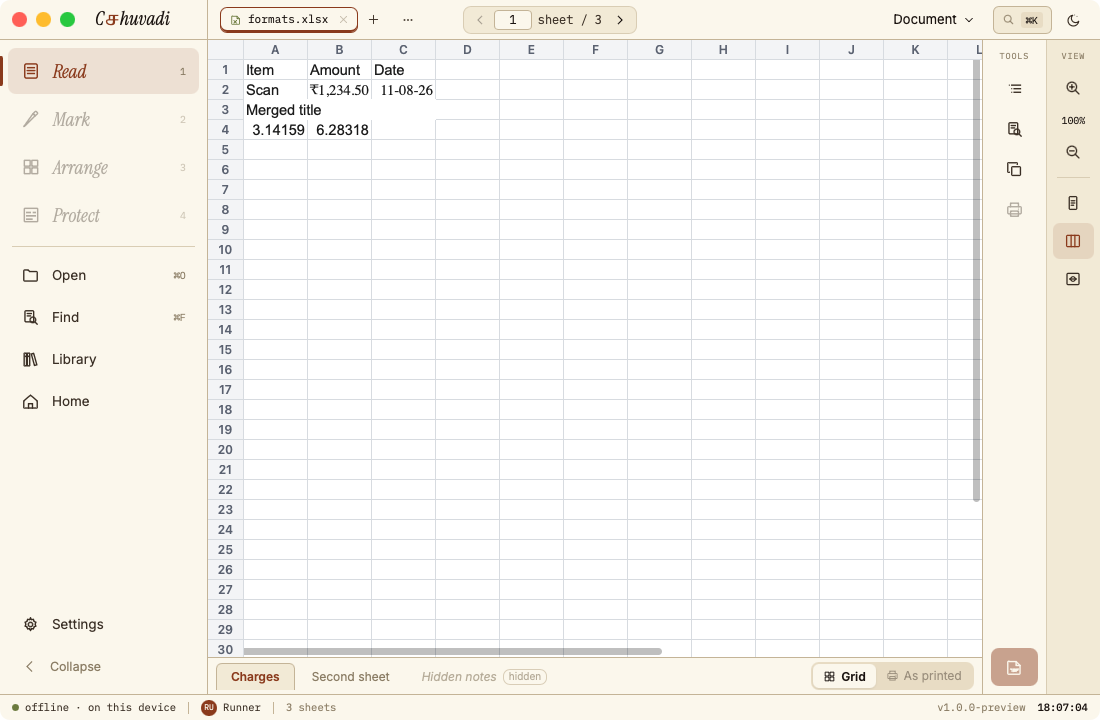 Cஃhuvadi
formats.xlsx
1 sheet / 3
Document
⌘K
Read 1
Mark 2
Arrange 3
Protect 4
Open ⌘O
Find ⌘F
Library
Home
Settings
Collapse
A B C D E F G H I J K L
1 Item Amount Date
2 Scan ₹1,234.50 11-08-26
3 Merged title
4 3.14159 6.28318
5
6
7
8
9
10
11
12
13
14
15
16
17
18
19
20
21
22
23
24
25
26
27
28
29
30
TOOLS
VIEW
100%
Charges Second sheet Hidden notes hidden
Grid As printed
offline · on this device RU Runner 3 sheets
v1.0.0-preview 18:07:04